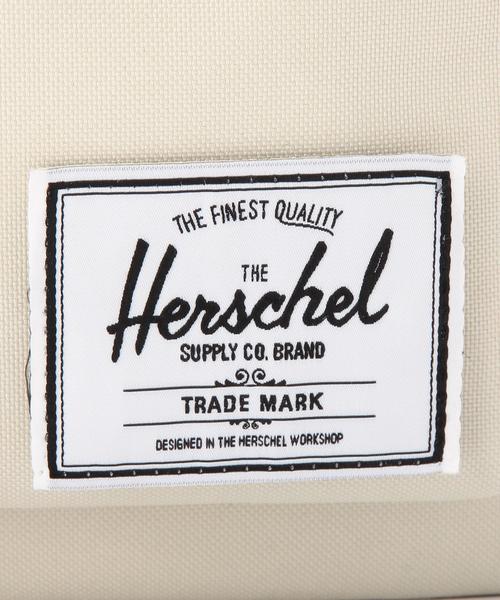 THE FINEST QUALITY
THE
Herschel
SUPPLY CO. BRAND
TRADE MARK
DESIGNED IN THE HERSCHEL WORKSHOP